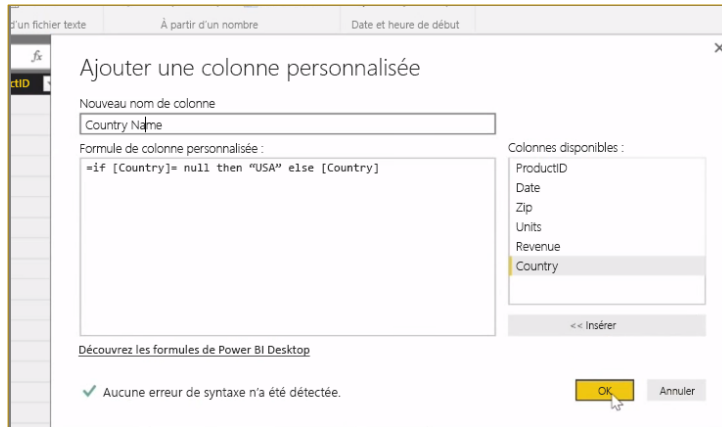 d'un fichier texte
À partir d'un nombre
Date et heure de début
fx
ctID
Ajouter une colonne personnalisée
Nouveau nom de colonne
Country Name
Formule de colonne personnalisée :
=if [Country]= null then “USA” else [Country]
Colonnes disponibles :
ProductID
Date
Zip
Units
Revenue
Country
<< Insérer
Découvrez les formules de Power BI Desktop
Aucune erreur de syntaxe n'a été détectée.
OK
Annuler